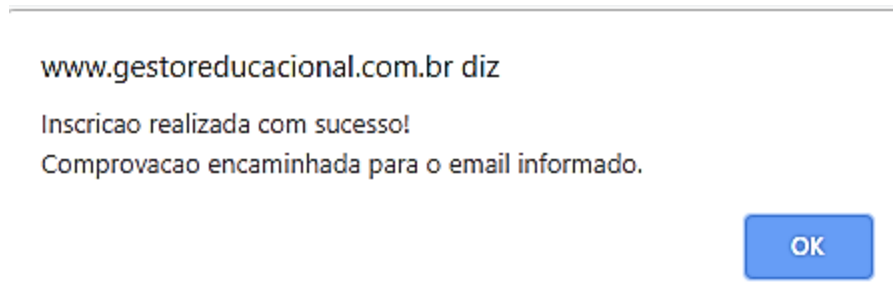 www.gestoreducacional.com.br diz
Inscricao realizada com sucesso!
Comprovacao encaminhada para o email informado.
OK